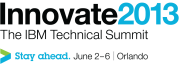 Innovate2013
The IBM Technical Summit
Stay ahead. June 2–6 | Orlando